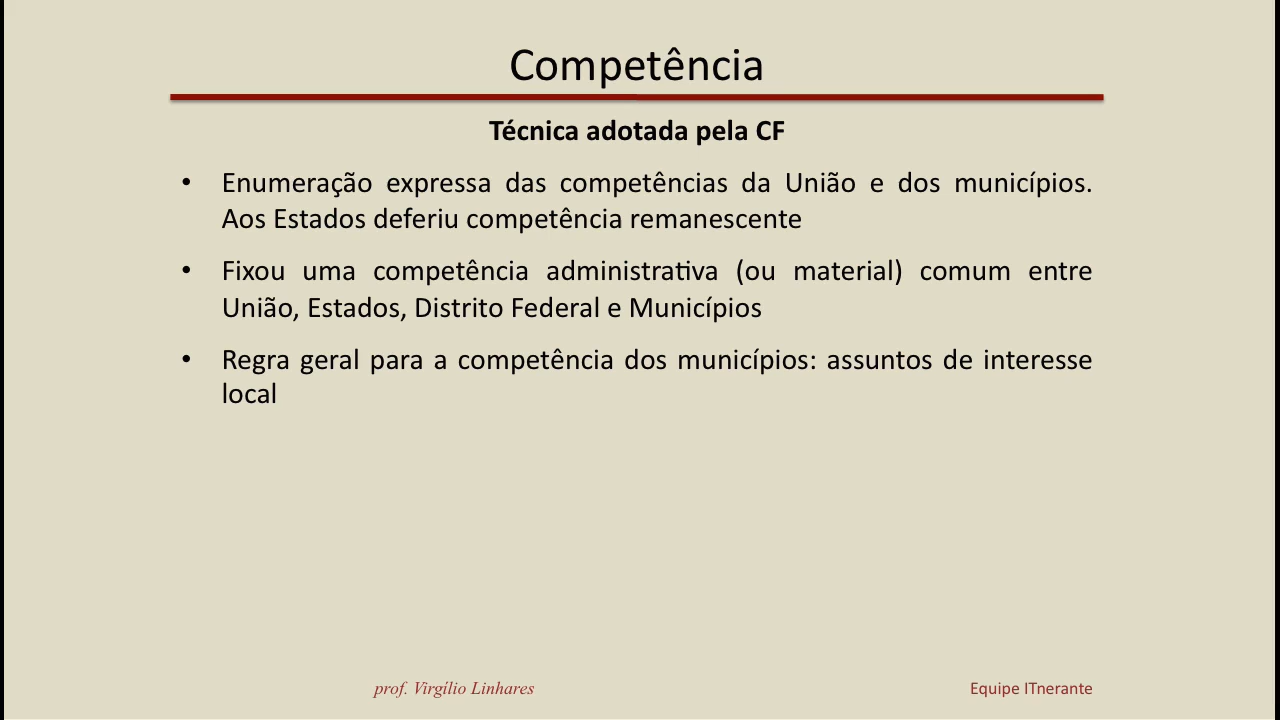 Competência
Técnica adotada pela CF
• Enumeração expressa das competências da União e dos municípios.
Aos Estados deferiu competência remanescente
• Fixou uma competência administrativa (ou material) comum entre
União, Estados, Distrito Federal e Municípios
• Regra geral para a competência dos municípios: assuntos de interesse
local
prof. Virgílio Linhares
Equipe ITnerante